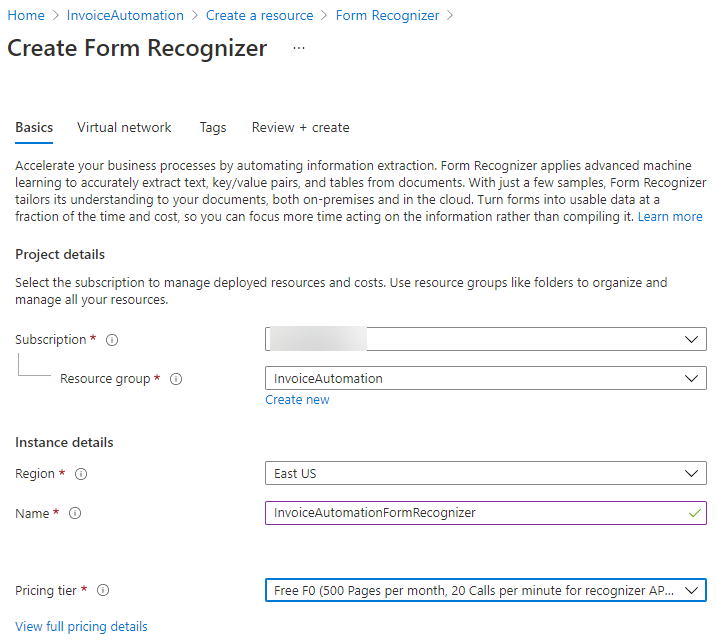 Home > InvoiceAutomation > Create a resource > Form Recognizer >
Create Form Recognizer ...
Basics Virtual network Tags Review + create
Accelerate your business processes by automating information extraction. Form Recognizer applies advanced machine
learning to accurately extract text, key/value pairs, and tables from documents. With just a few samples, Form Recognizer
tailors its understanding to your documents, both on-premises and in the cloud. Turn forms into usable data at a
fraction of the time and cost, so you can focus more time acting on the information rather than compiling it. Learn more
Project details
Select the subscription to manage deployed resources and costs. Use resource groups like folders to organize and
manage all your resources.
Subscription *
Resource group * InvoiceAutomation
Create new
Instance details
Region * East US
Name * InvoiceAutomationFormRecognizer
Pricing tier * Free F0 (500 Pages per month, 20 Calls per minute for recognizer AP...
View full pricing details